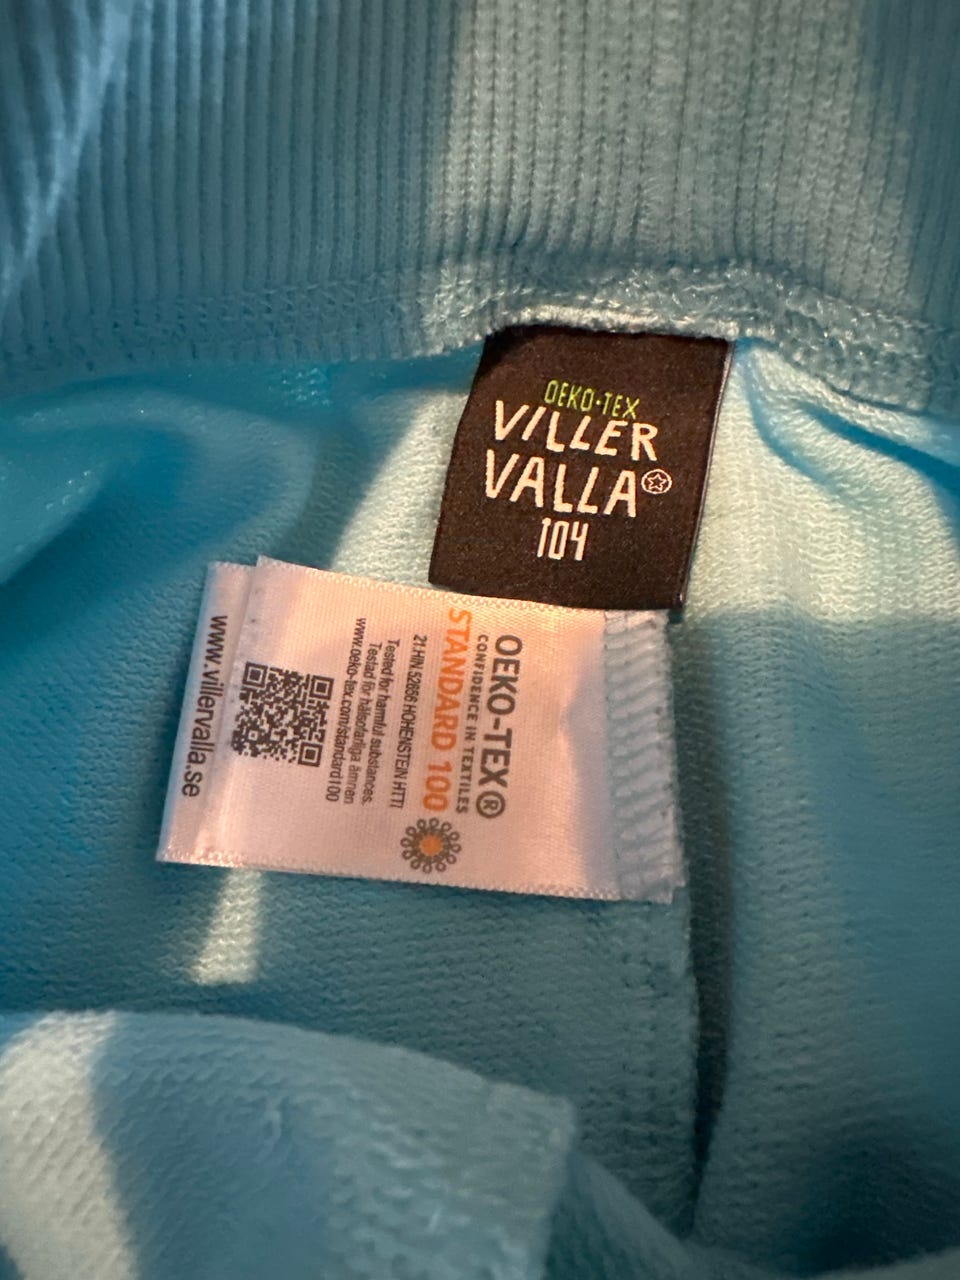 OEKO-TEX
VILLER
VALLA
104
OEKO-TEX®
CONFIDENCE IN TEXTILES
STANDARD 100
21.HIN.52856 HOHENSTEIN HTTI
Tested for harmful substances.
Testad för hälsofarliga ämnen
www.oeko-tex.com/standard100
www.villervalla.se